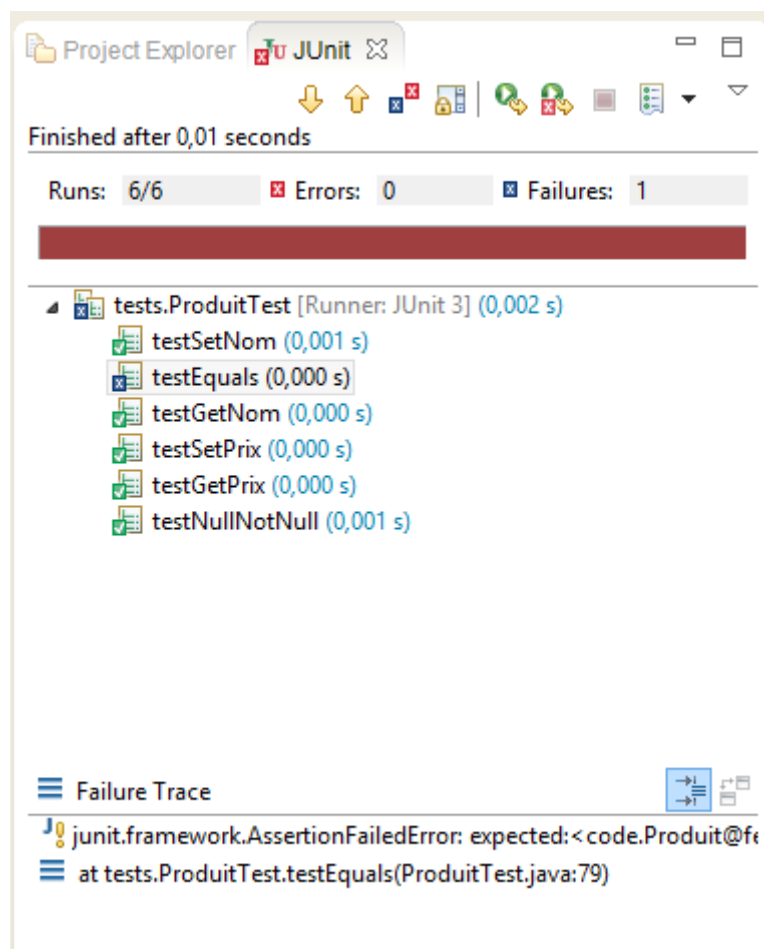 Project Explorer JUnit
Finished after 0,01 seconds
Runs: 6/6 Errors: 0 Failures: 1
tests.ProduitTest [Runner: JUnit 3] (0,002 s)
testSetNom (0,001 s)
testEquals (0,000 s)
testGetNom (0,000 s)
testSetPrix (0,000 s)
testGetPrix (0,000 s)
testNullNotNull (0,001 s)
Failure Trace
junit.framework.AssertionFailedError: expected:<code.Produit@fe
at tests.ProduitTest.testEquals(ProduitTest.java:79)